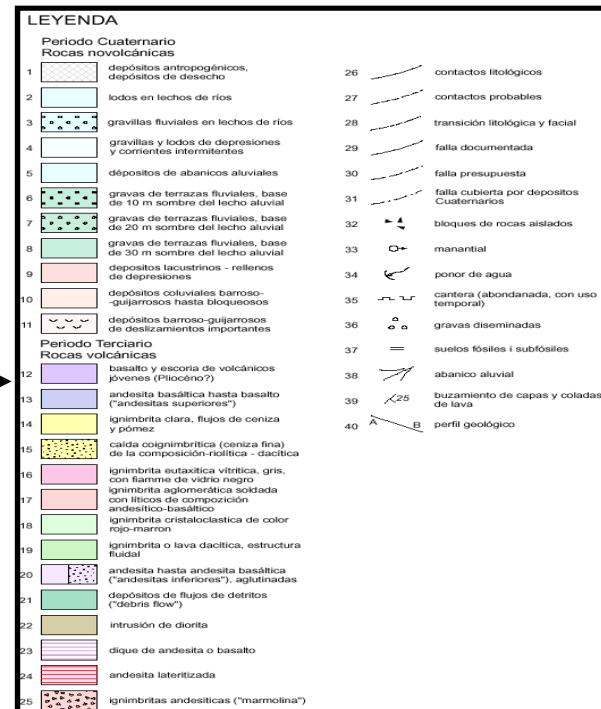 LEYENDA
Periodo Cuaternario
Rocas novolcánicas
1 depósitos antropogénicos,
depósitos de desecho
2 lodos en lechos de ríos
3 gravillas fluviales en lechos de ríos
4 gravillas y lodos de depresiones
y corrientes intermitentes
5 dépositos de abanicos aluviales
6 gravas de terrazas fluviales, base
de 10 m sombre del lecho aluvial
7 gravas de terrazas fluviales, base
de 20 m sombre del lecho aluvial
8 gravas de terrazas fluviales, base
de 30 m sombre del lecho aluvial
9 depositos lacustrinos - rellenos
de depresiones
10 depósitos coluviales barroso-
-guijarrosos hasta bloqueosos
11 depósitos barroso-guijarrosos
de deslizamientos importantes
Periodo Terciario
Rocas volcánicas
12 basalto y escoria de volcánicos
jóvenes (Pliocéno?)
13 andesita basáltica hasta basalto
("andesitas superiores")
14 ignimbrita clara, flujos de ceniza
y pómez
15 caída coignimbrítica (ceniza fina)
de la composición-riolítica - dacítica
16 ignimbrita eutaxitica vítritica, gris,
con fiamme de vidrio negro
17 ignimbrita aglomerática soldada
con líticos de compozición
andesítico-basáltico
18 ignimbrita cristaloclastica de color
rojo-marron
19 ignimbrita o lava dacítica, estructura
fluidal
20 andesita hasta andesita basáltica
("andesitas inferiores"), aglutinadas
21 depósitos de flujos de detritos
("debris flow")
22 intrusión de diorita
23 dique de andesita o basalto
24 andesita lateritizada
25 ignimbritas andesíticas ("marmolina")
26 contactos litológicos
27 contactos probables
28 transición litológica y facial
29 falla documentada
30 falla presupuesta
31 falla cubierta por depositos
Cuaternarios
32 bloques de rocas aislados
33 manantial
34 ponor de agua
35 cantera (abondanada, con uso
temporal)
36 gravas diseminadas
37 suelos fósiles i subfósiles
38 abanico aluvial
39 25 buzamiento de capas y coladas
de lava
40 A B perfil geológico